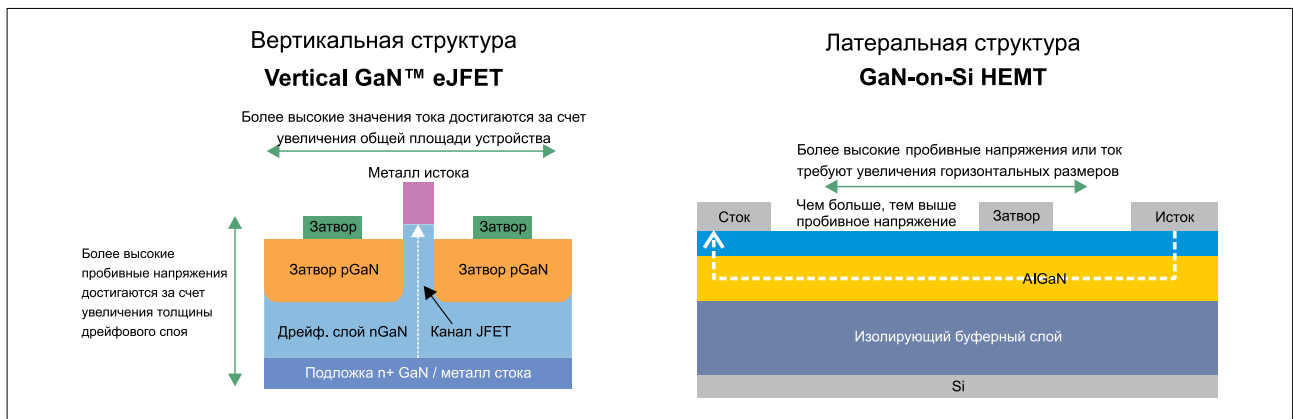 Вертикальная структура
Vertical GaN™ eJFET
Более высокие значения тока достигаются за счет
увеличения общей площади устройства
Металл истока
Затвор
Затвор
Затвор pGaN
Затвор pGaN
Более высокие
пробивные напряжения
достигаются за счет
увеличения толщины
дрейфового споя
Дрейф. слой nGaN
Канал JFET
Подложка n+ GaN / металл стока
Латеральная структура
GaN-on-Si HEMT
Более высокие пробивные напряжения или ток
требуют увеличения горизонтальных размеров
Сток
Чем больше, тем выше
пробивное напряжение
Затвор
Исток
AlGaN
Изолирующий буферный слой
Si